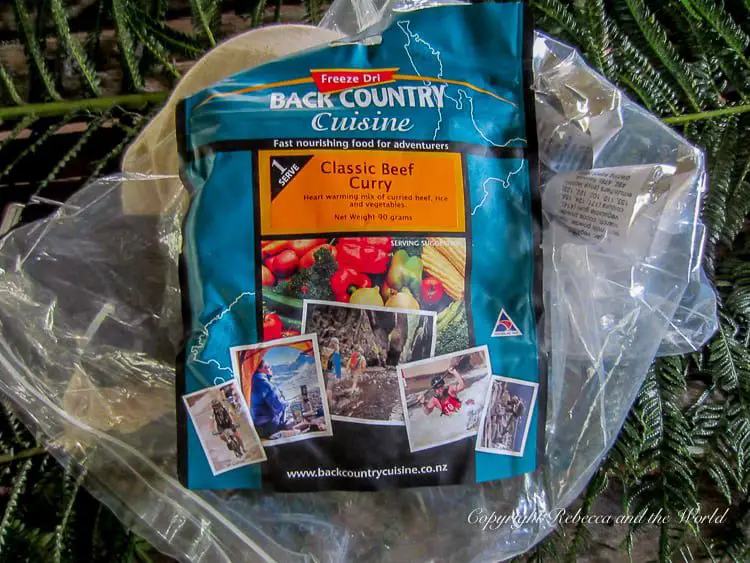 Freeze Dri
BACK COUNTRY
Cuisine
Fast nourishing food for adventurers
1
SERVE
Classic Beef
Curry
Heart warming mix of curried beef, rice
and vegetables.
Net Weight 90 grams
SERVING SUGGESTION
www.backcountrycuisine.co.nz
Copyright Rebecca and the World